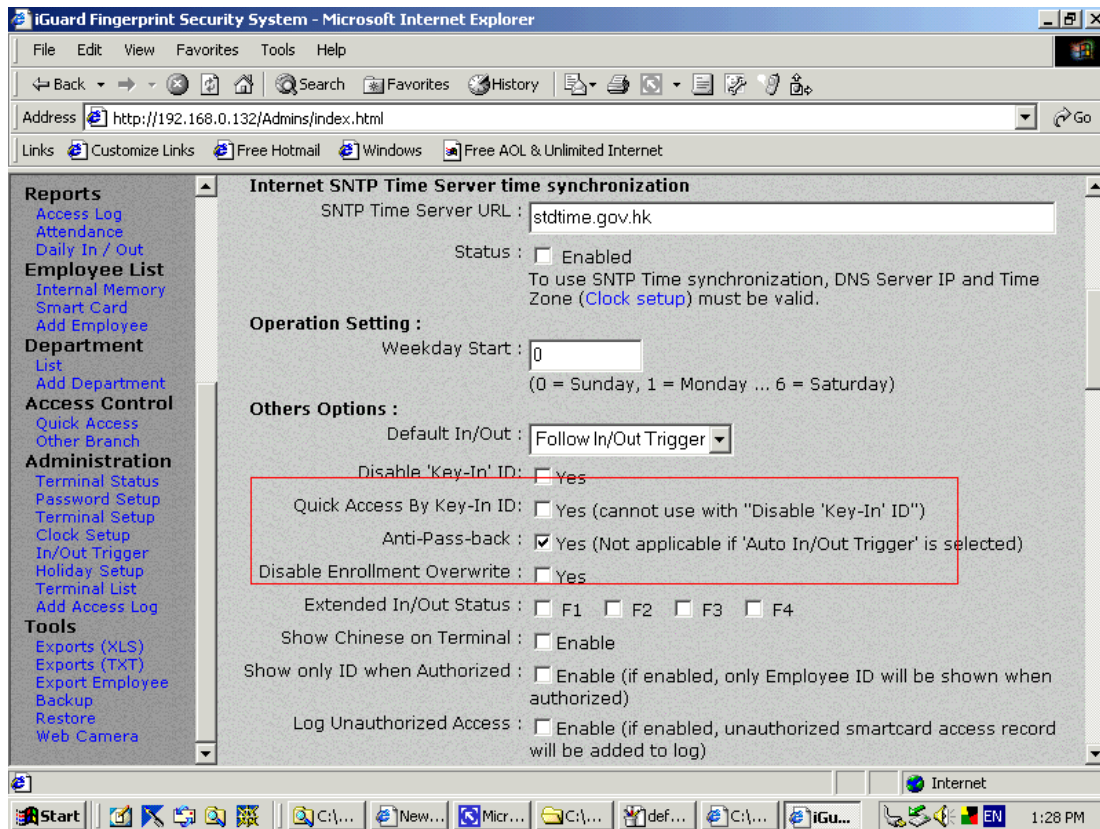 iGuard Fingerprint Security System - Microsoft Internet Explorer
File Edit View Favorites Tools Help
Back Search Favorites History
Address http://192.168.0.132/Admins/index.html Go
Links Customize Links Free Hotmail Windows Free AOL & Unlimited Internet
Reports
Access Log
Attendance
Daily In / Out
Employee List
Internal Memory
Smart Card
Add Employee
Department
List
Add Department
Access Control
Quick Access
Other Branch
Administration
Terminal Status
Password Setup
Terminal Setup
Clock Setup
In/Out Trigger
Holiday Setup
Terminal List
Add Access Log
Tools
Exports (XLS)
Exports (TXT)
Export Employee
Backup
Restore
Web Camera
Internet SNTP Time Server time synchronization
SNTP Time Server URL : stdtime.gov.hk
Status : Enabled
To use SNTP Time synchronization, DNS Server IP and Time
Zone (Clock setup) must be valid.
Operation Setting :
Weekday Start : 0
(0 = Sunday, 1 = Monday ... 6 = Saturday)
Others Options :
Default In/Out : Follow In/Out Trigger
Disable 'Key-In' ID: Yes
Quick Access By Key-In ID: Yes (cannot use with "Disable 'Key-In' ID")
Anti-Pass-back : Yes (Not applicable if 'Auto In/Out Trigger' is selected)
Disable Enrollment Overwrite : Yes
Extended In/Out Status : F1 F2 F3 F4
Show Chinese on Terminal : Enable
Show only ID when Authorized : Enable (if enabled, only Employee ID will be shown when
authorized)
Log Unauthorized Access : Enable (if enabled, unauthorized smartcard access record
will be added to log)
Internet
Start C:\... New... Micr... C:\... def... C:\... iGu... EN 1:28 PM